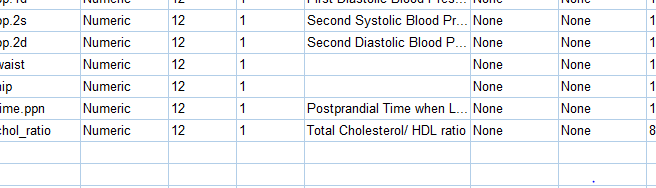 p.1d Numeric 12 1 First Diastolic Blood Pres... None None 1
op.2s Numeric 12 1 Second Systolic Blood Pr... None None 1
op.2d Numeric 12 1 Second Diastolic Blood P... None None 1
waist Numeric 12 1 None None 1
nip Numeric 12 1 None None 1
ime.ppn Numeric 12 1 Postprandial Time when L... None None 1
chol_ratio Numeric 12 1 Total Cholesterol/ HDL ratio None None 8